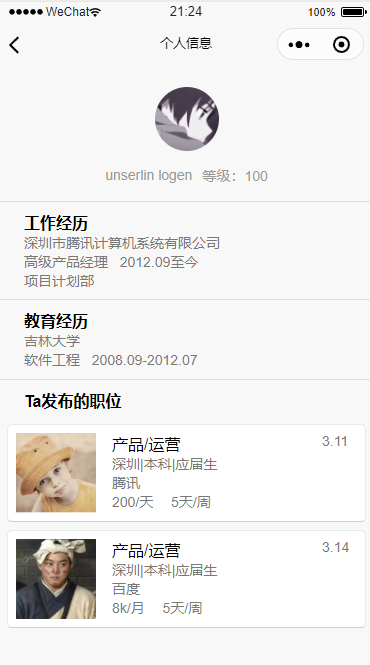 WeChat 21:24 100%
个人信息
unserlin logen 等级：100
工作经历
深圳市腾讯计算机系统有限公司
高级产品经理 2012.09至今
项目计划部
教育经历
吉林大学
软件工程 2008.09-2012.07
Ta发布的职位
产品/运营 3.11
深圳|本科|应届生
腾讯
200/天 5天/周
产品/运营 3.14
深圳|本科|应届生
百度
8k/月 5天/周